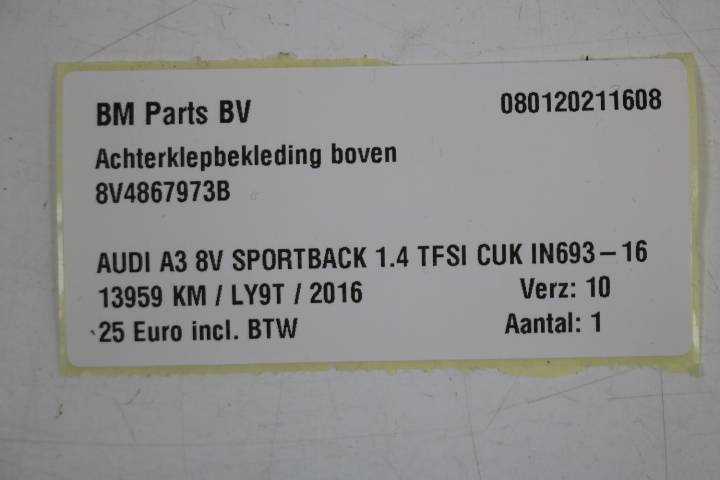 BM Parts BV 080120211608
Achterklepbekleding boven
8V4867973B
AUDI A3 8V SPORTBACK 1.4 TFSI CUK IN693-16
13959 KM / LY9T / 2016 Verz: 10
25 Euro incl. BTW Aantal: 1